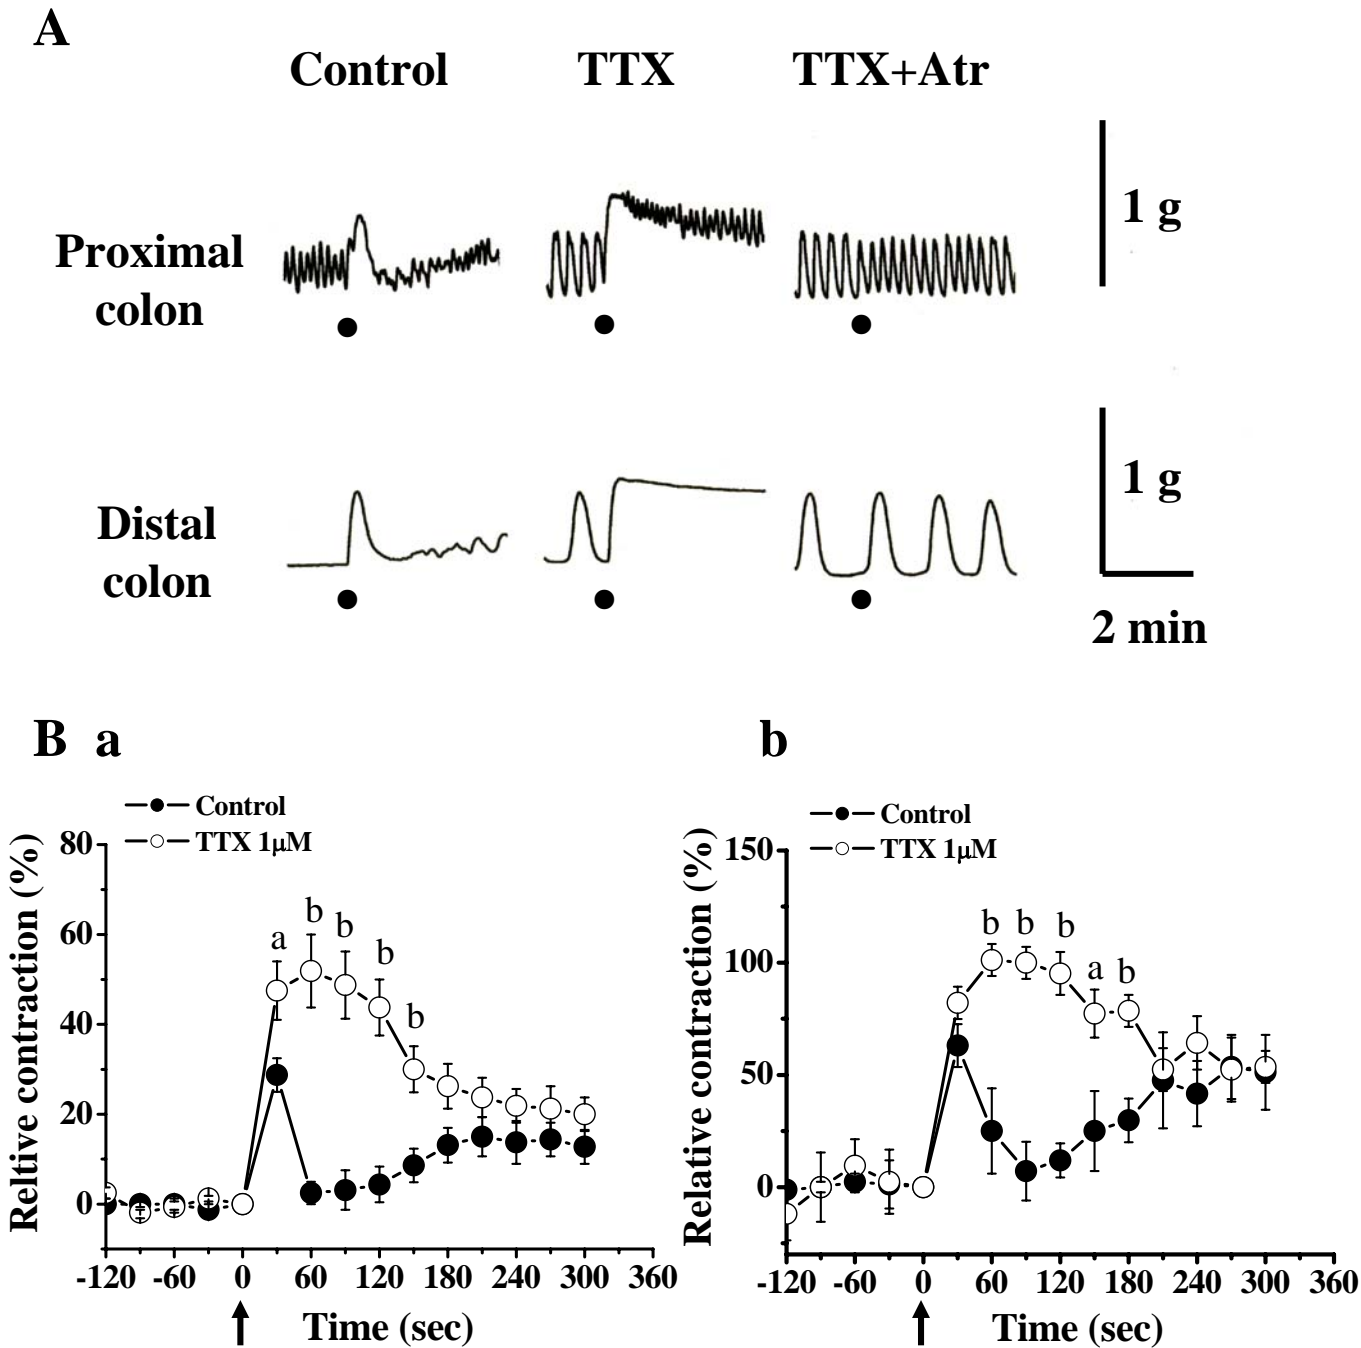 A
Control TTX TTX+Atr
1 g
Proximal
colon
1 g
Distal
colon
2 min
B a
Control
TTX 1μM
Reltive contraction (%)
80
60
40
20
0
-120 -60 0 60 120 180 240 300 360
Time (sec)
a b b b b
b
Control
TTX 1μM
Relative contraction (%)
150
100
50
0
-120 -60 0 60 120 180 240 300 360
Time (sec)
b b b a b